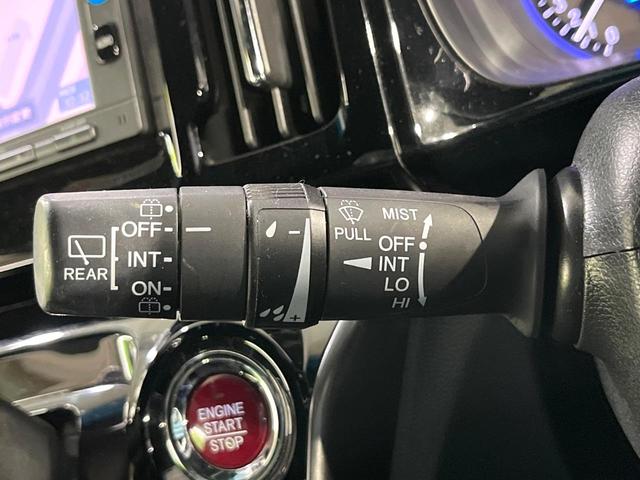 REAR
OFF
INT
ON
−
+
PULL
MIST
OFF
INT
LO
HI
ENGINE
START
STOP